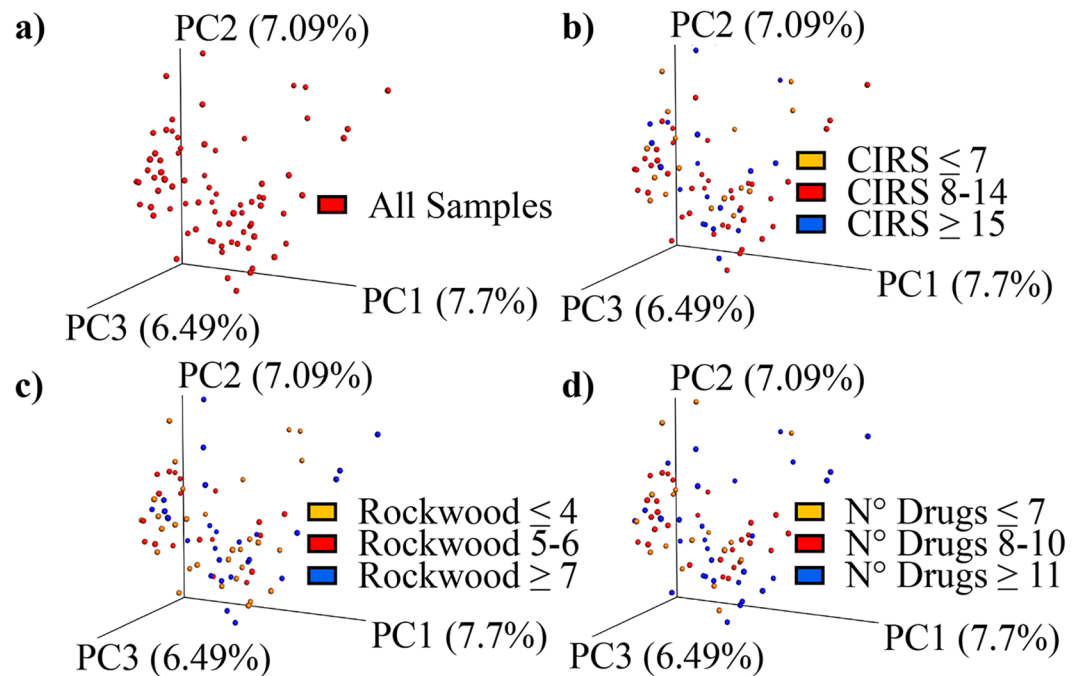 a)
PC2 (7.09%)
All Samples
PC1 (7.7%)
PC3 (6.49%)
b)
PC2 (7.09%)
CIRS ≤ 7
CIRS 8-14
CIRS ≥ 15
PC1 (7.7%)
PC3 (6.49%)
c)
PC2 (7.09%)
Rockwood ≤ 4
Rockwood 5-6
Rockwood ≥ 7
PC1 (7.7%)
PC3 (6.49%)
d)
PC2 (7.09%)
N° Drugs ≤ 7
N° Drugs 8-10
N° Drugs ≥ 11
PC1 (7.7%)
PC3 (6.49%)